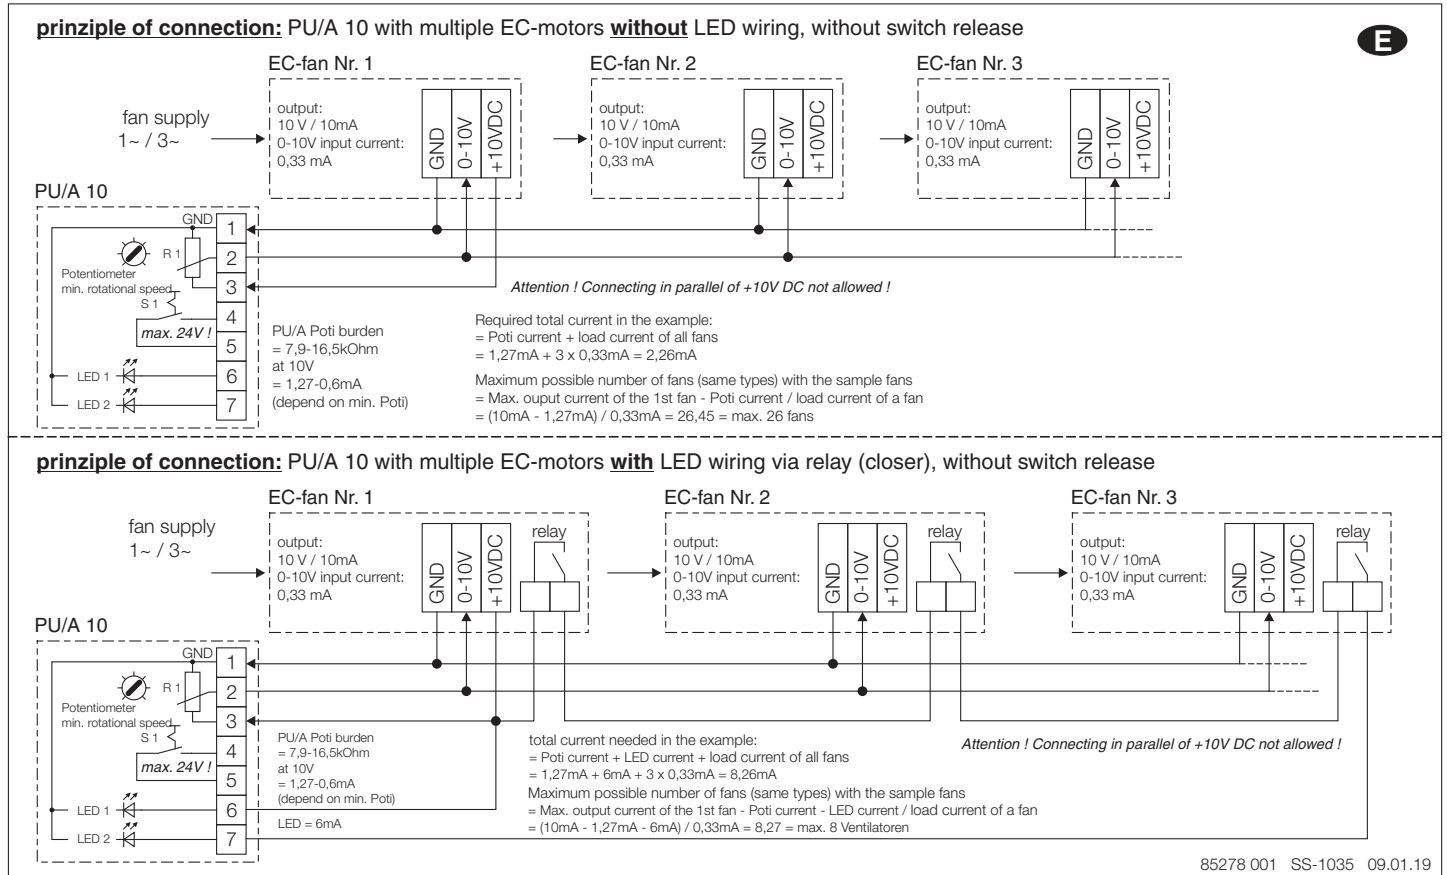 prinziple of connection: PU/A 10 with multiple EC-motors without LED wiring, without switch release
E
EC-fan Nr. 1
EC-fan Nr. 2
EC-fan Nr. 3
fan supply
1~ / 3~
output:
10 V / 10mA
0-10V input current:
0,33 mA
GND
0-10V
+10VDC
output:
10 V / 10mA
0-10V input current:
0,33 mA
GND
0-10V
+10VDC
output:
10 V / 10mA
0-10V input current:
0,33 mA
GND
0-10V
+10VDC
PU/A 10
GND
1
R 1
2
Potentiometer
min. rotational speed
3
S 1
4
max. 24V !
5
LED 1
6
LED 2
7
Attention ! Connecting in parallel of +10V DC not allowed !
PU/A Poti burden
= 7,9-16,5kOhm
at 10V
= 1,27-0,6mA
(depend on min. Poti)
Required total current in the example:
= Poti current + load current of all fans
= 1,27mA + 3 x 0,33mA = 2,26mA
Maximum possible number of fans (same types) with the sample fans
= Max. ouput current of the 1st fan - Poti current / load current of a fan
= (10mA - 1,27mA) / 0,33mA = 26,45 = max. 26 fans
prinziple of connection: PU/A 10 with multiple EC-motors with LED wiring via relay (closer), without switch release
EC-fan Nr. 1
EC-fan Nr. 2
EC-fan Nr. 3
fan supply
1~ / 3~
output:
10 V / 10mA
0-10V input current:
0,33 mA
GND
0-10V
+10VDC
relay
output:
10 V / 10mA
0-10V input current:
0,33 mA
GND
0-10V
+10VDC
relay
output:
10 V / 10mA
0-10V input current:
0,33 mA
GND
0-10V
+10VDC
relay
PU/A 10
GND
1
R 1
2
Potentiometer
min. rotational speed
3
S 1
4
max. 24V !
5
LED 1
6
LED 2
7
PU/A Poti burden
= 7,9-16,5kOhm
at 10V
= 1,27-0,6mA
(depend on min. Poti)
LED = 6mA
total current needed in the example:
= Poti current + LED current + load current of all fans
= 1,27mA + 6mA + 3 x 0,33mA = 8,26mA
Maximum possible number of fans (same types) with the sample fans
= Max. output current of the 1st fan - Poti current - LED current / load current of a fan
= (10mA - 1,27mA - 6mA) / 0,33mA = 8,27 = max. 8 Ventilatoren
Attention ! Connecting in parallel of +10V DC not allowed !
85278 001 SS-1035 09.01.19